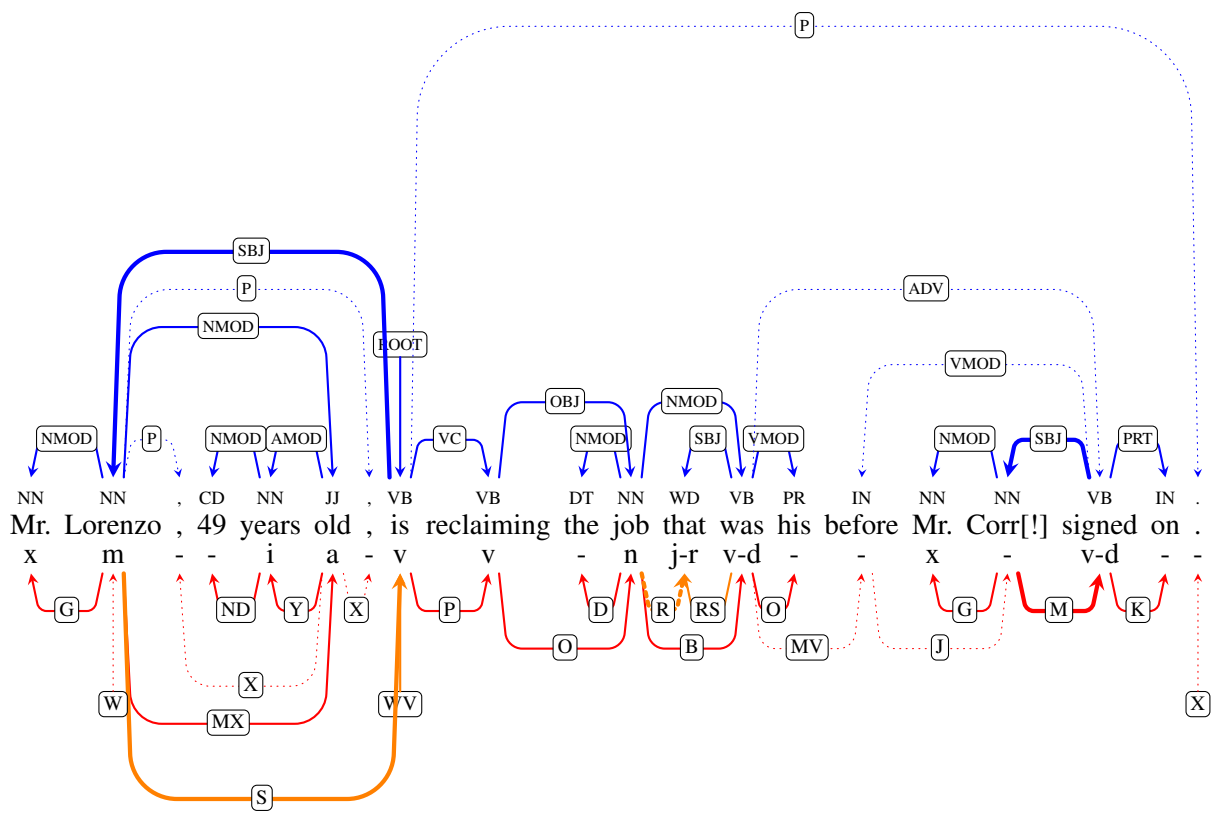 P
SBJ
P
ADV
NMOD
ROOT
VMOD
OBJ NMOD
NMOD P NMOD AMOD VC NMOD SBJ VMOD NMOD SBJ PRT
NN NN , CD NN JJ , VB VB DT NN WD VB PR IN NN NN VB IN .
Mr. Lorenzo , 49 years old , is reclaiming the job that was his before Mr. Corr[!] signed on .
x m - - i a - v v - n j-r v-d - - x - v-d - -
G ND Y X P D R RS O G M K
O B MV J
X
W WV X
MX
S